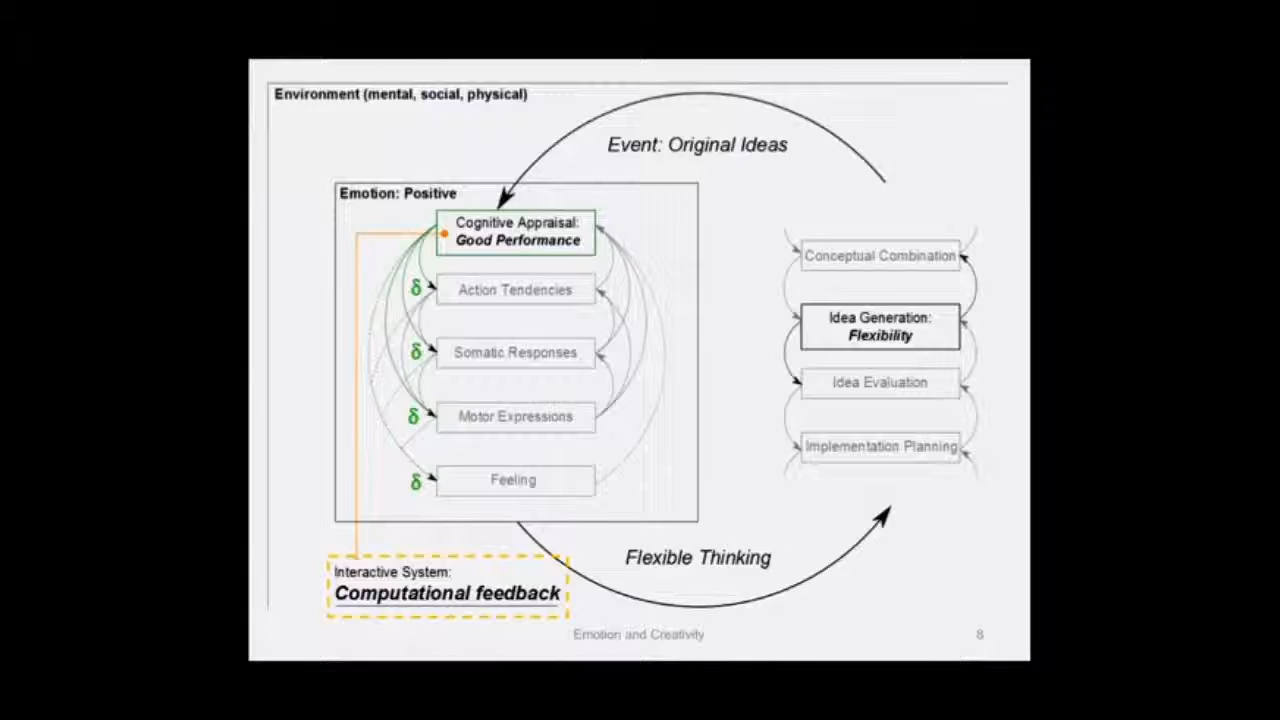 Environment (mental, social, physical)
Event: Original Ideas
Emotion: Positive
Cognitive Appraisal:
Good Performance
δ Action Tendencies
δ Somatic Responses
δ Motor Expressions
δ Feeling
Conceptual Combination
Idea Generation:
Flexibility
Idea Evaluation
Implementation Planning
Flexible Thinking
Interactive System:
Computational feedback
Emotion and Creativity
8